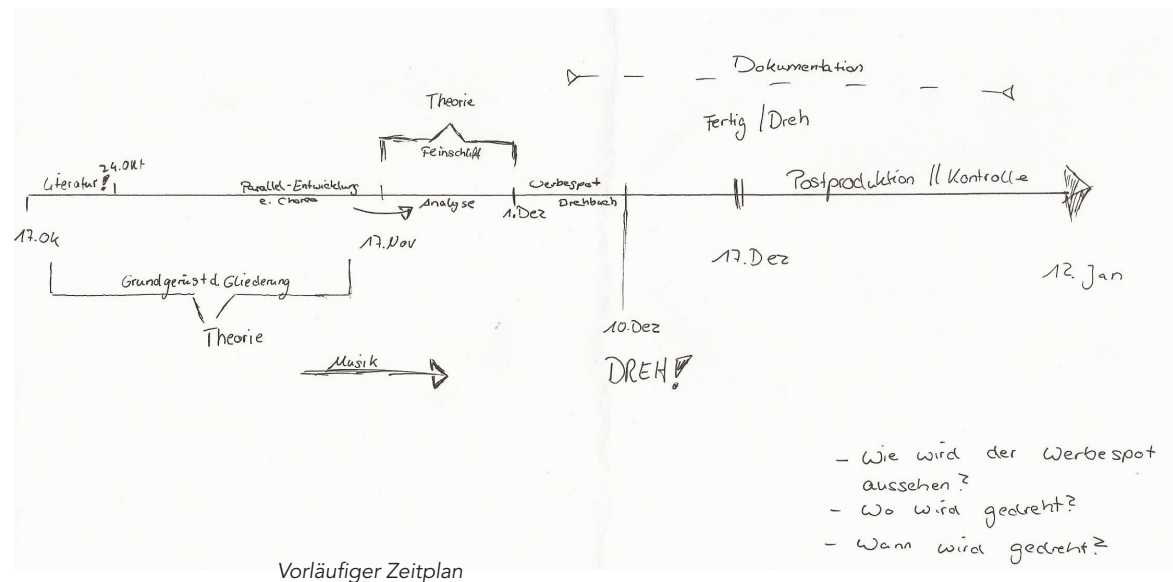 Dokumentation
Theorie
Fertig / Dreh
Feinschliff
24.Okt
Literatur!
Parallel-Entwicklung
Werbespot
Postproduktion // Kontrolle
e.
Analyse
1.Dez
Drehbuch
17.Ok
17.Nov
17.Dez
12. Jan
Grundgerüst d. Gliederung
10.Dez
Theorie
Musik
DREH!
- Wie wird der Werbespot
aussehen?
- Wo wird gedreht?
- Wann wird gedreht?
Vorläufiger Zeitplan